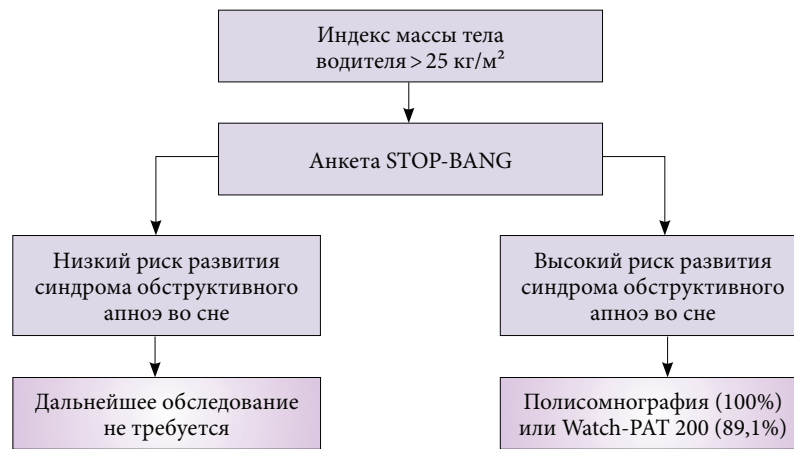 Индекс массы тела
водителя > 25 кг/м²
Анкета STOP-BANG
Низкий риск развития
синдрома обструктивного
апноэ во сне
Высокий риск развития
синдрома обструктивного
апноэ во сне
Дальнейшее обследование
не требуется
Полисомнография (100%)
или Watch-PAT 200 (89,1%)